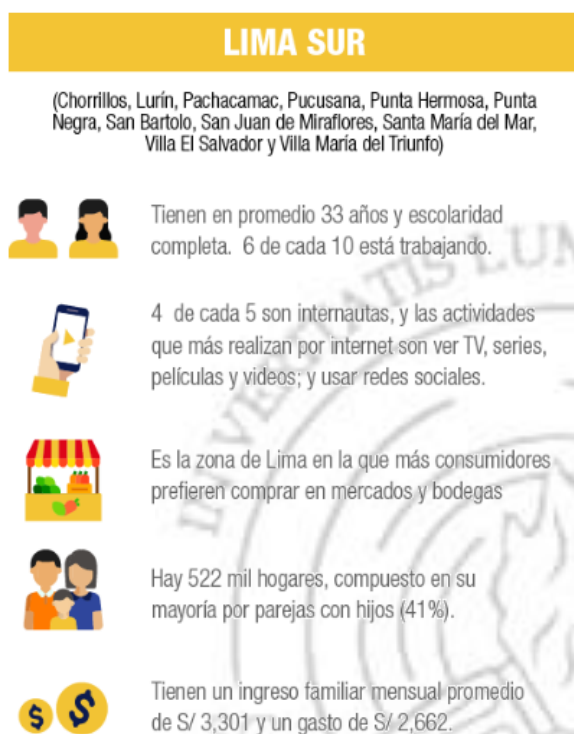 LIMA SUR
(Chorrillos, Lurín, Pachacamac, Pucusana, Punta Hermosa, Punta
Negra, San Bartolo, San Juan de Miraflores, Santa María del Mar,
Villa El Salvador y Villa María del Triunfo)
Tienen en promedio 33 años y escolaridad
completa. 6 de cada 10 está trabajando.
4 de cada 5 son internautas, y las actividades
que más realizan por internet son ver TV, series,
películas y videos; y usar redes sociales.
Es la zona de Lima en la que más consumidores
prefieren comprar en mercados y bodegas
Hay 522 mil hogares, compuesto en su
mayoría por parejas con hijos (41%).
$ $
Tienen un ingreso familiar mensual promedio
de S/ 3,301 y un gasto de S/ 2,662.
IN VERITATIS LUM